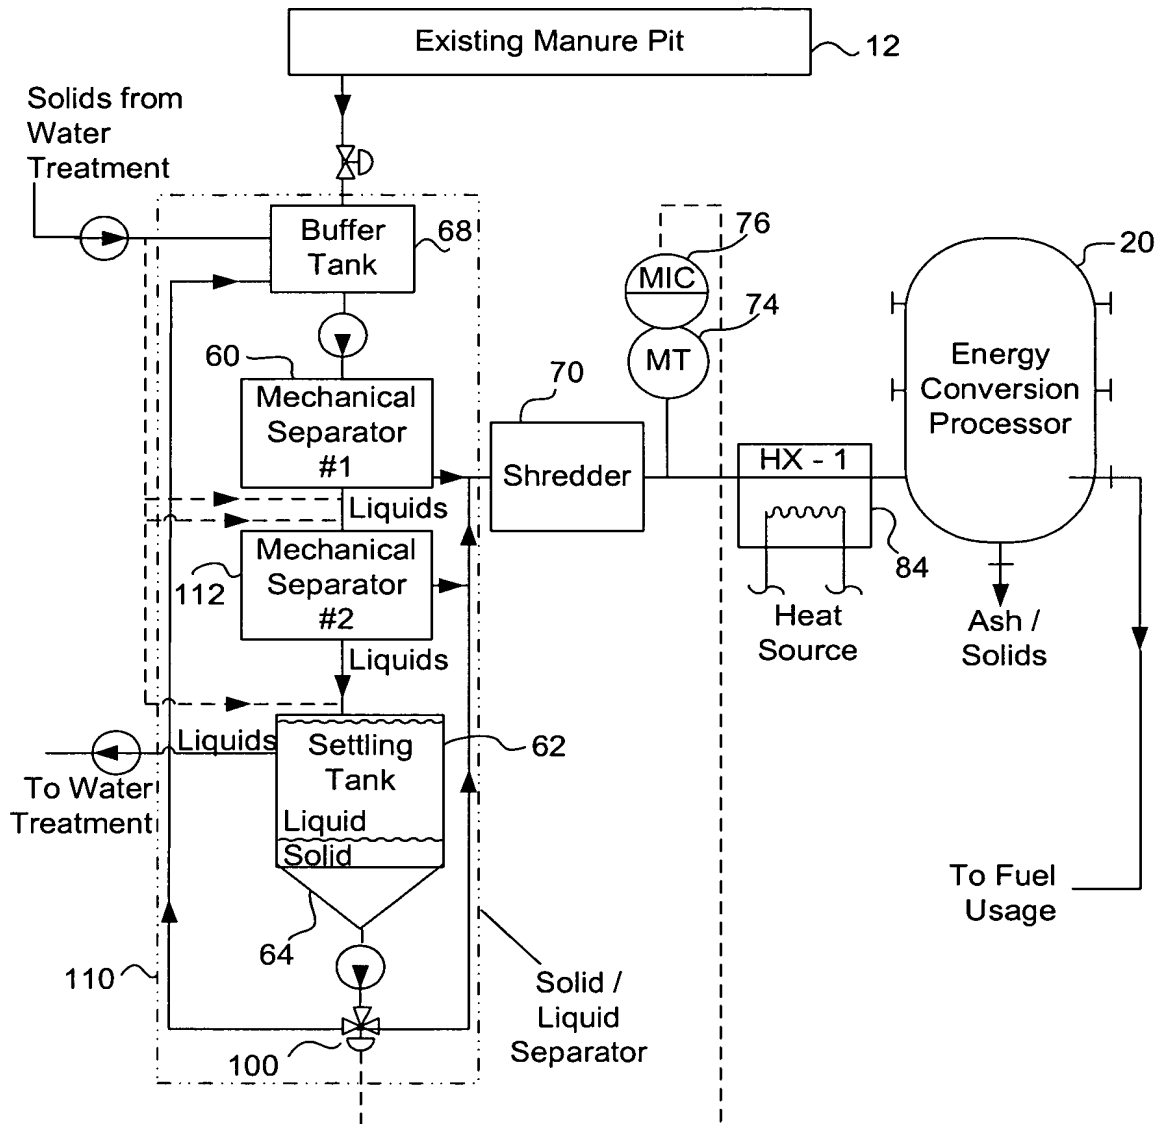 Existing Manure Pit
12
Solids from
Water
Treatment
Buffer
Tank
68
76
MIC
74
MT
20
Energy
Conversion
Processor
60
Mechanical
Separator
#1
70
Shredder
HX - 1
Liquids
84
Mechanical
Separator
#2
112
Heat
Source
Ash /
Solids
Liquids
Liquids
Settling
Tank
62
To Water
Treatment
Liquid
Solid
To Fuel
Usage
64
110
Solid /
Liquid
Separator
100